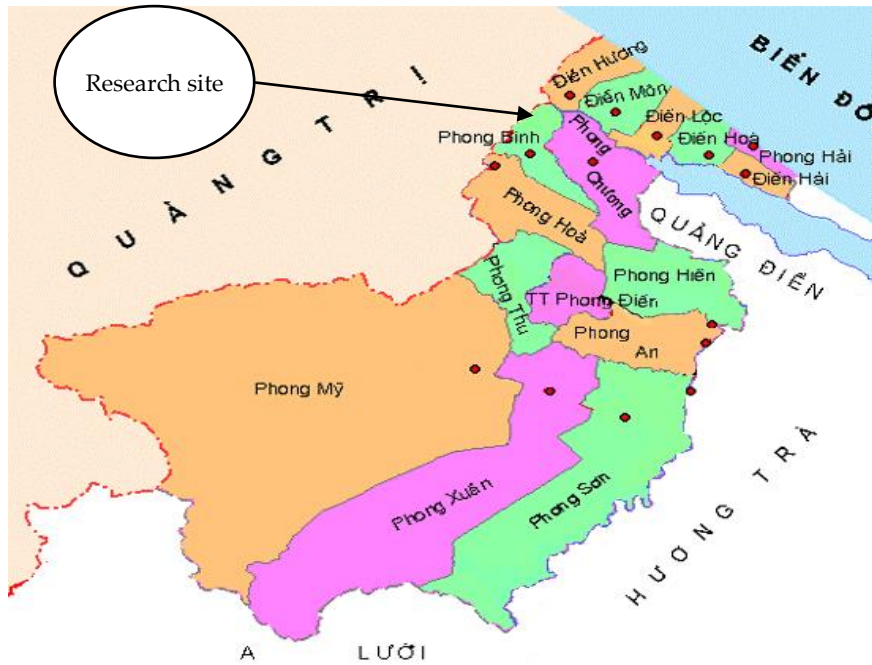 Research site
QUẢNG TRỊ
BIỂN ĐÔ
Điền Hương
Điền Môn
Điền Lộc
Điền Hoà
Phong Hải
Điền Hải
Phong Bình
Phong Chương
Phong Hoà
QUẢNG ĐIỀN
Phong Hiền
Phong Thu
TT Phong Điền
Phong An
Phong Mỹ
Phong Xuân
Phong Sơn
HƯƠNG TRÀ
A LƯỚI